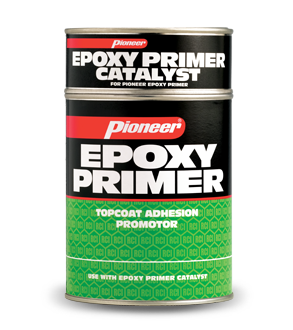 Pioneer
EPOXY PRIMER
CATALYST
FOR PIONEER EPOXY PRIMER
Pioneer®
EPOXY
PRIMER
TOPCOAT ADHESION
PROMOTOR
USE WITH EPOXY PRIMER CATALYST